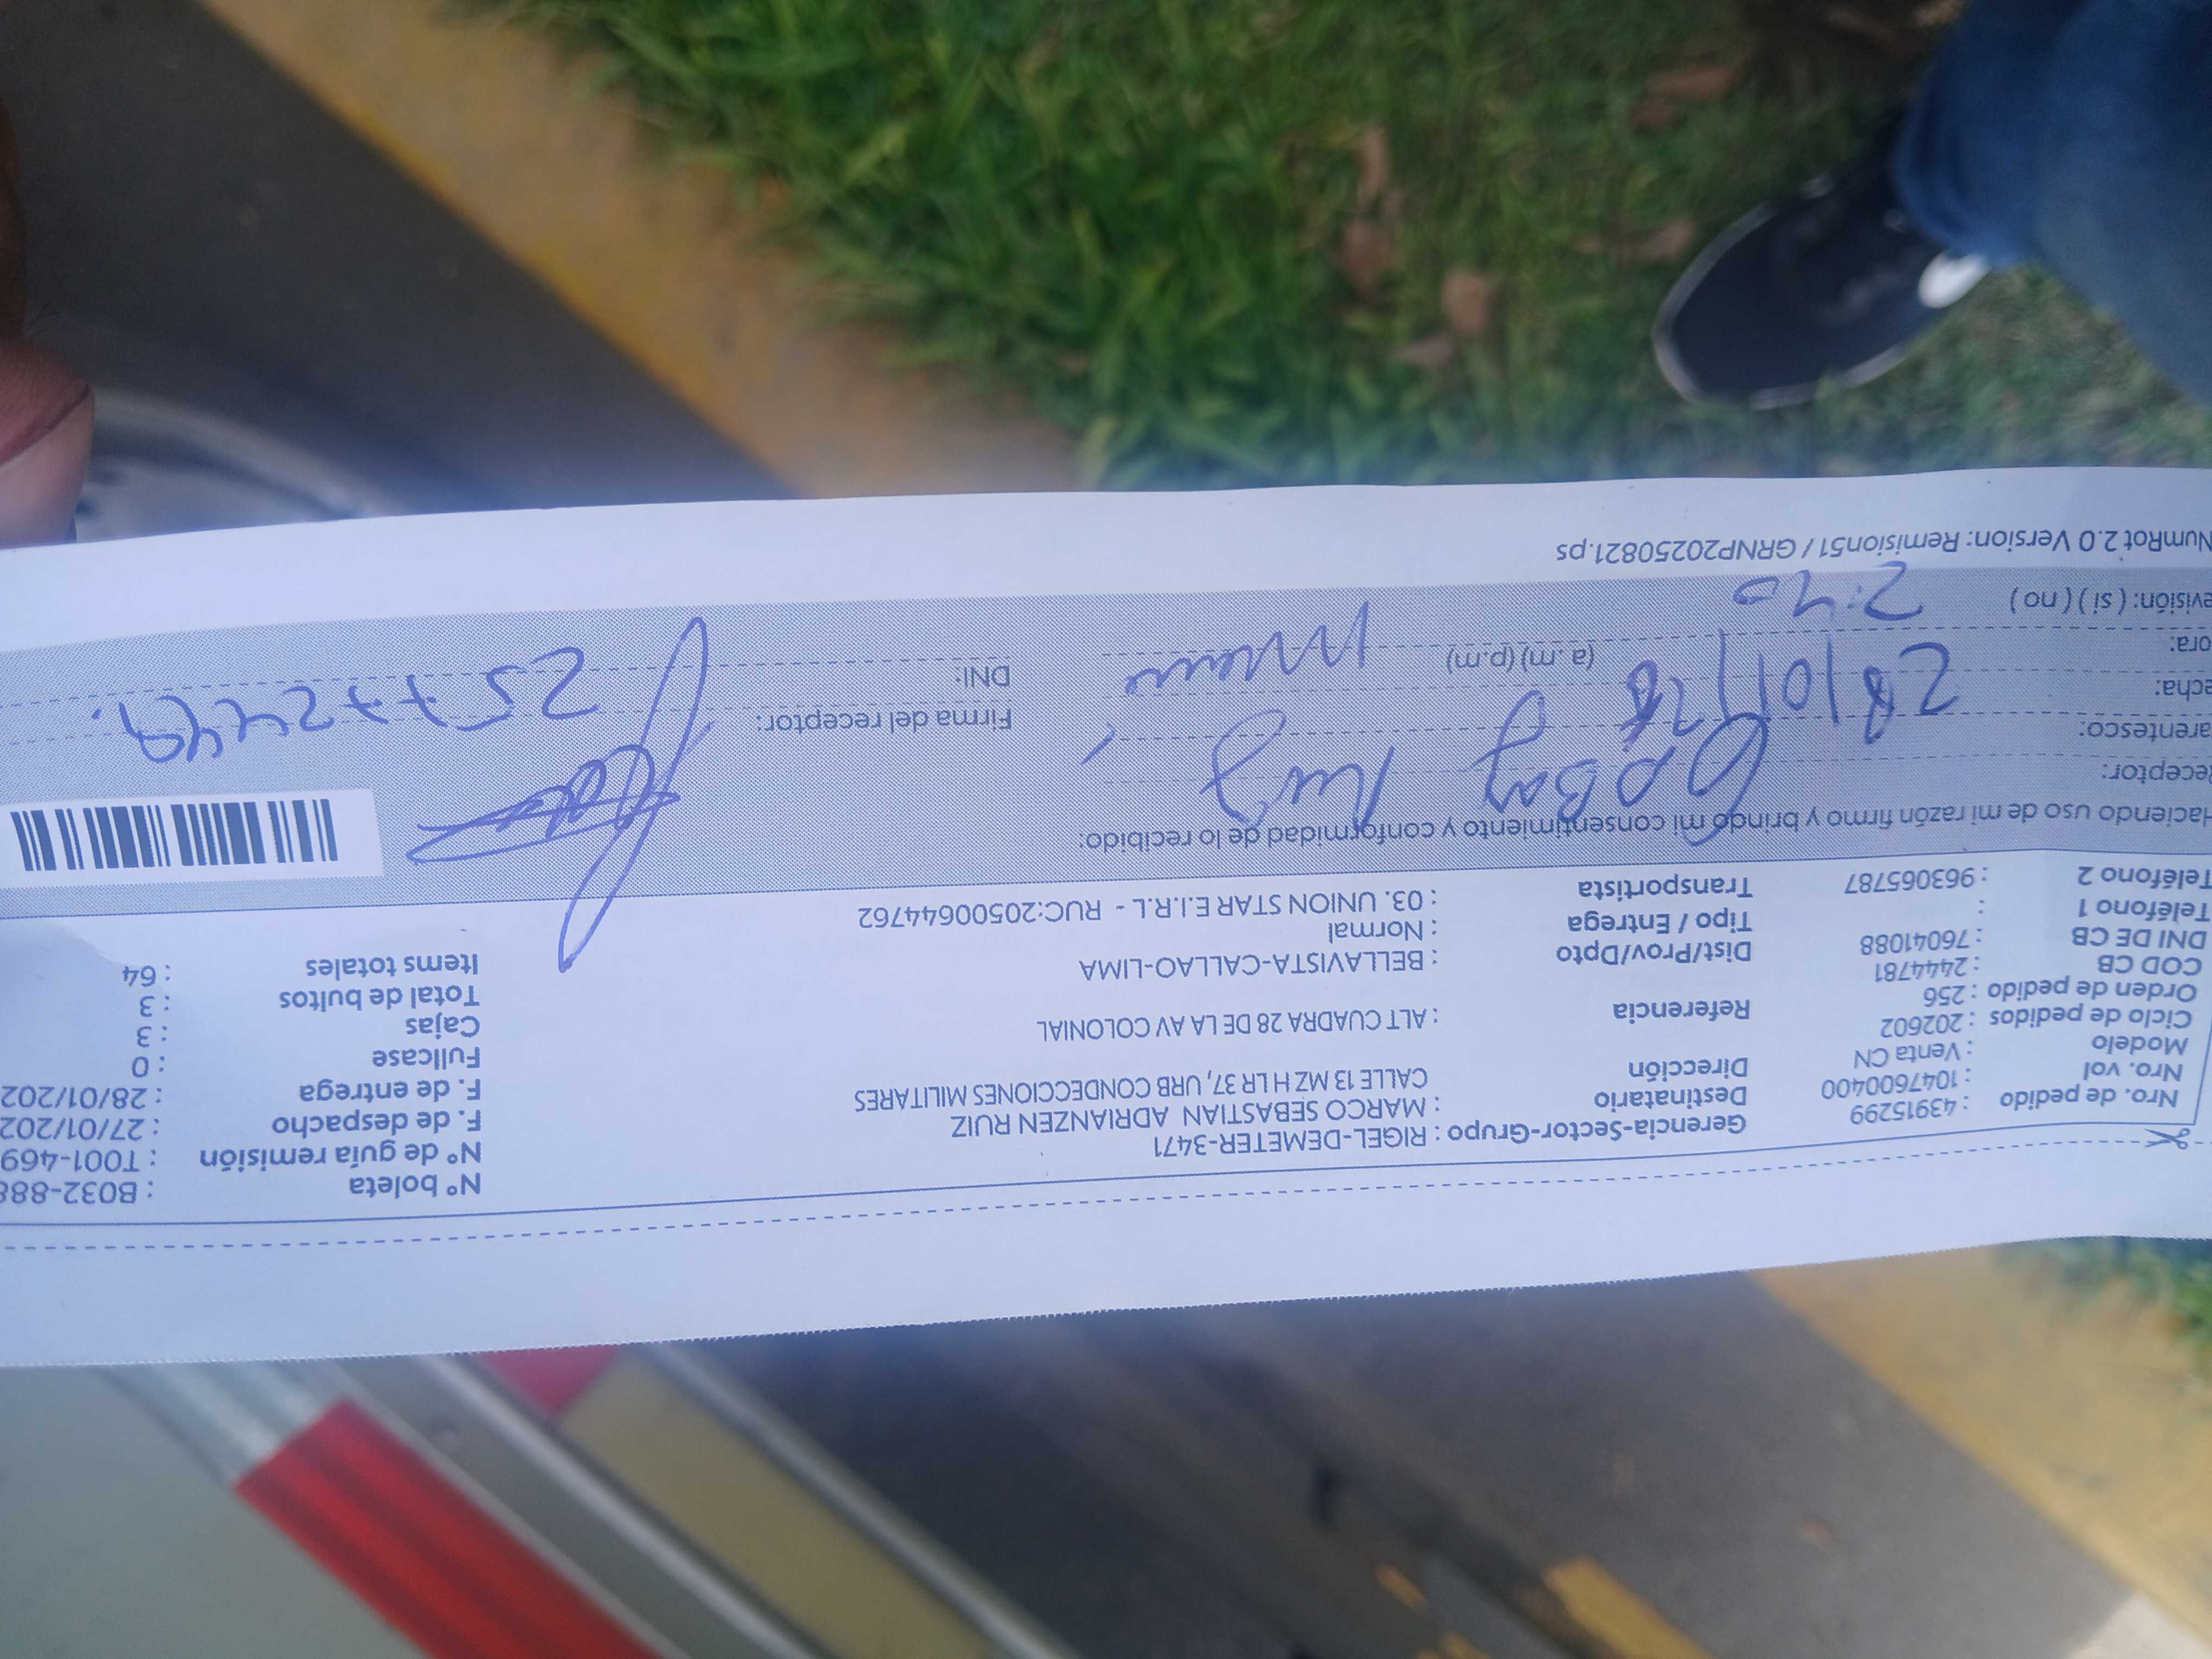 Nro. de pedido : 43915299
Nro. vol : 1047600400
Modelo : Venta CN
Ciclo de pedidos : 202602
Orden de pedido : 256
COD CB : 2444781
DNI DE CB : 76041088
Teléfono 1 :
Teléfono 2 : 963065787
Gerencia-Sector-Grupo : RIGEL-DEMETER-3471
Destinatario : MARCO SEBASTIAN ADRIANZEN RUIZ
Dirección CALLE 13 MZ H LR 37, URB CONDECCIONES MILITARES
Referencia : ALT CUADRA 28 DE LA AV COLONIAL
Dist/Prov/Dpto : BELLAVISTA-CALLAO-LIMA
Tipo / Entrega : Normal
Transportista : 03. UNION STAR E.I.R.L - RUC:20500644762
N° boleta : B032-888
N° de guía remisión : T001-469
F. de despacho : 27/01/202
F. de entrega : 28/01/202
Fullcase : 0
Cajas : 3
Total de bultos : 3
Items totales : 64
Haciendo uso de mi razón firmo y brindo mi consentimiento y conformidad de lo recibido:
eceptor: Ruiz
arentesco:
echa: 28/01/26
ora: 2:40 (a. m) (p.m)
evisión: ( si ) ( no )
Firma del receptor:
DNI: 25772449
NumRot 2.0 Version: Remision51 / GRNP20250821.ps